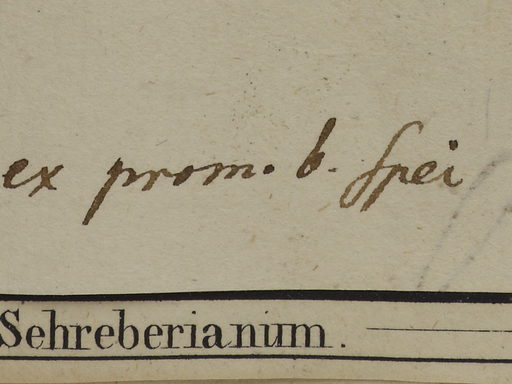 ex prom. b. Spei
Sehreberianum.